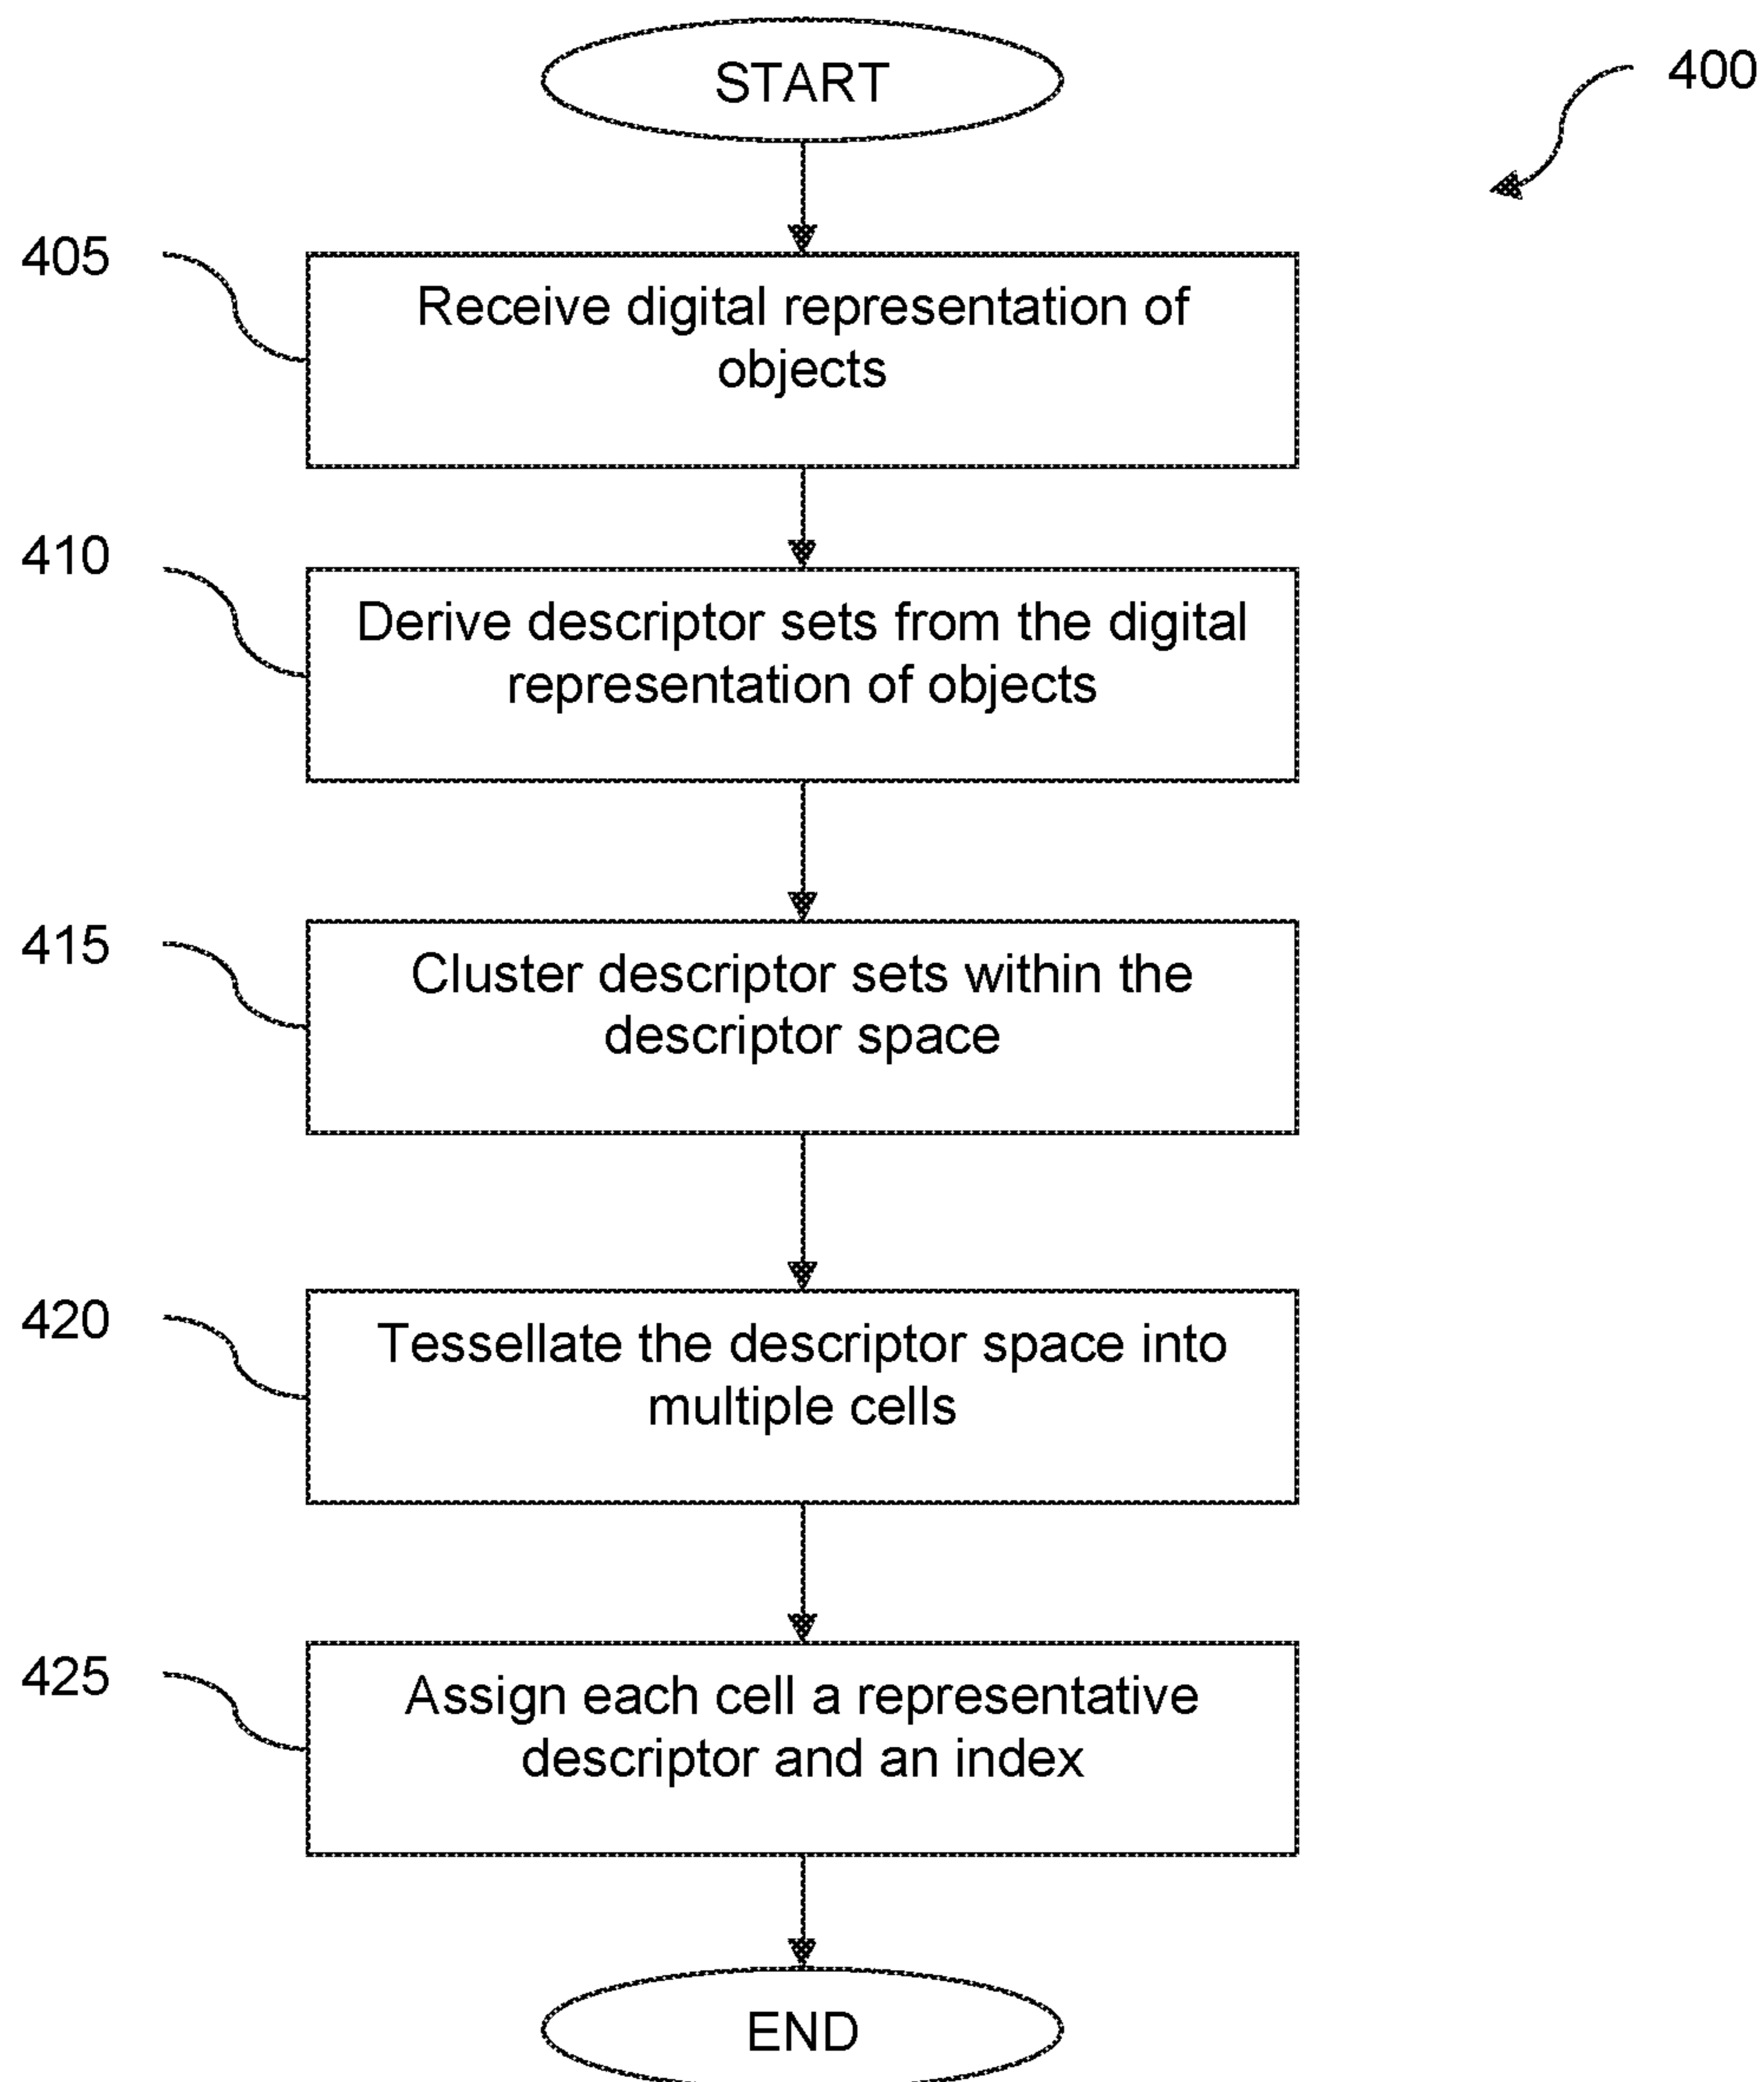 START
400
405
Receive digital representation of
objects
410
Derive descriptor sets from the digital
representation of objects
415
Cluster descriptor sets within the
descriptor space
420
Tessellate the descriptor space into
multiple cells
425
Assign each cell a representative
descriptor and an index
END